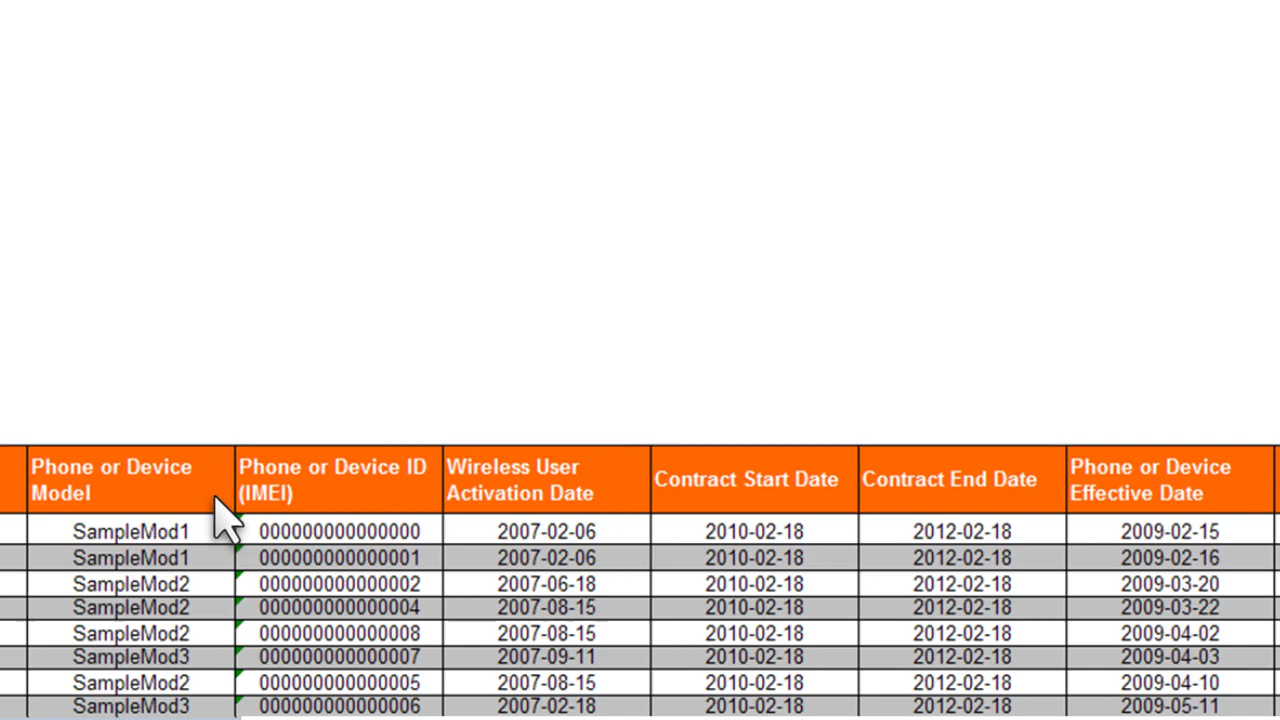 Phone or Device Model Phone or Device ID (IMEI) Wireless User Activation Date Contract Start Date Contract End Date Phone or Device Effective Date
SampleMod1 000000000000000 2007-02-06 2010-02-18 2012-02-18 2009-02-15
SampleMod1 000000000000001 2007-02-06 2010-02-18 2012-02-18 2009-02-16
SampleMod2 000000000000002 2007-06-18 2010-02-18 2012-02-18 2009-03-20
SampleMod2 000000000000004 2007-08-15 2010-02-18 2012-02-18 2009-03-22
SampleMod2 000000000000008 2007-08-15 2010-02-18 2012-02-18 2009-04-02
SampleMod3 000000000000007 2007-09-11 2010-02-18 2012-02-18 2009-04-03
SampleMod2 000000000000005 2007-08-15 2010-02-18 2012-02-18 2009-04-10
SampleMod3 000000000000006 2007-02-18 2010-02-18 2012-02-18 2009-05-11